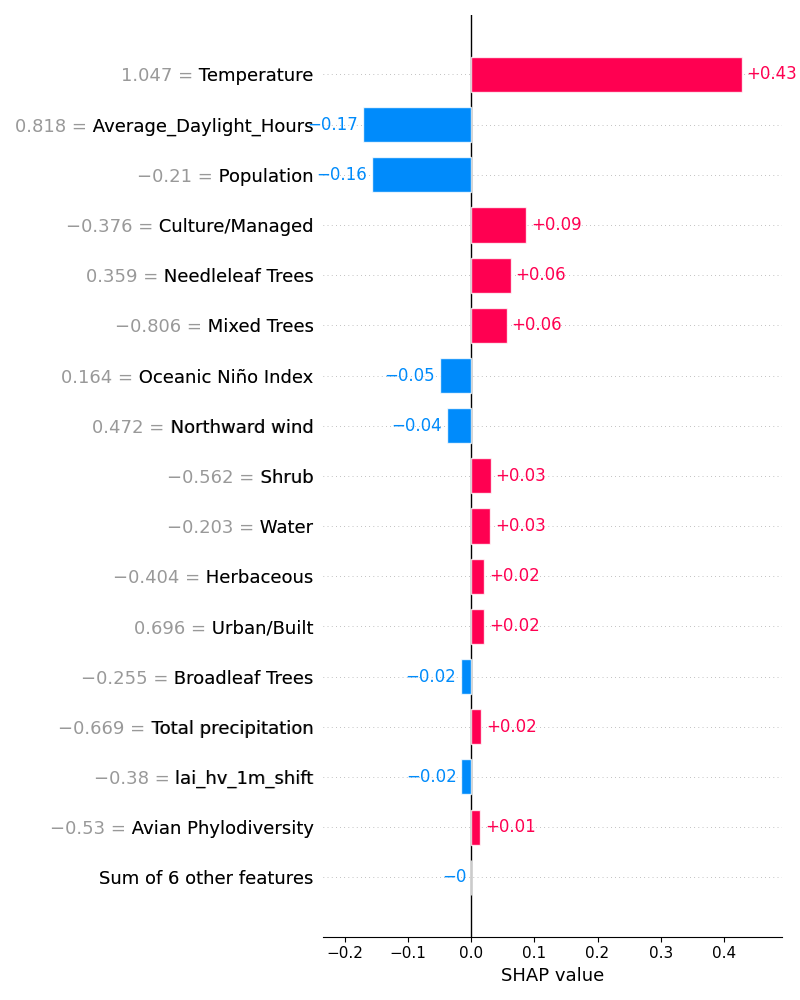 1.047 = Temperature +0.43
0.818 = Average_Daylight_Hours −0.17
−0.21 = Population −0.16
−0.376 = Culture/Managed +0.09
0.359 = Needleleaf Trees +0.06
−0.806 = Mixed Trees +0.06
0.164 = Oceanic Niño Index −0.05
0.472 = Northward wind −0.04
−0.562 = Shrub +0.03
−0.203 = Water +0.03
−0.404 = Herbaceous +0.02
0.696 = Urban/Built +0.02
−0.255 = Broadleaf Trees −0.02
−0.669 = Total precipitation +0.02
−0.38 = lai_hv_1m_shift −0.02
−0.53 = Avian Phylodiversity +0.01
Sum of 6 other features −0
−0.2 −0.1 0.0 0.1 0.2 0.3 0.4
SHAP value